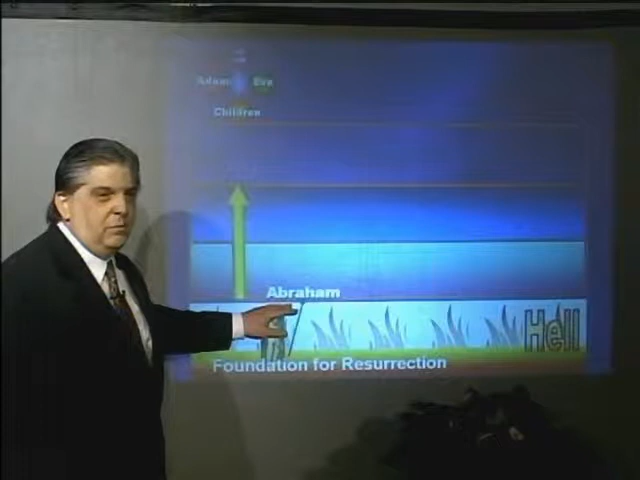 Adam Eve
Children
Abraham
Hell
Foundation for Resurrection